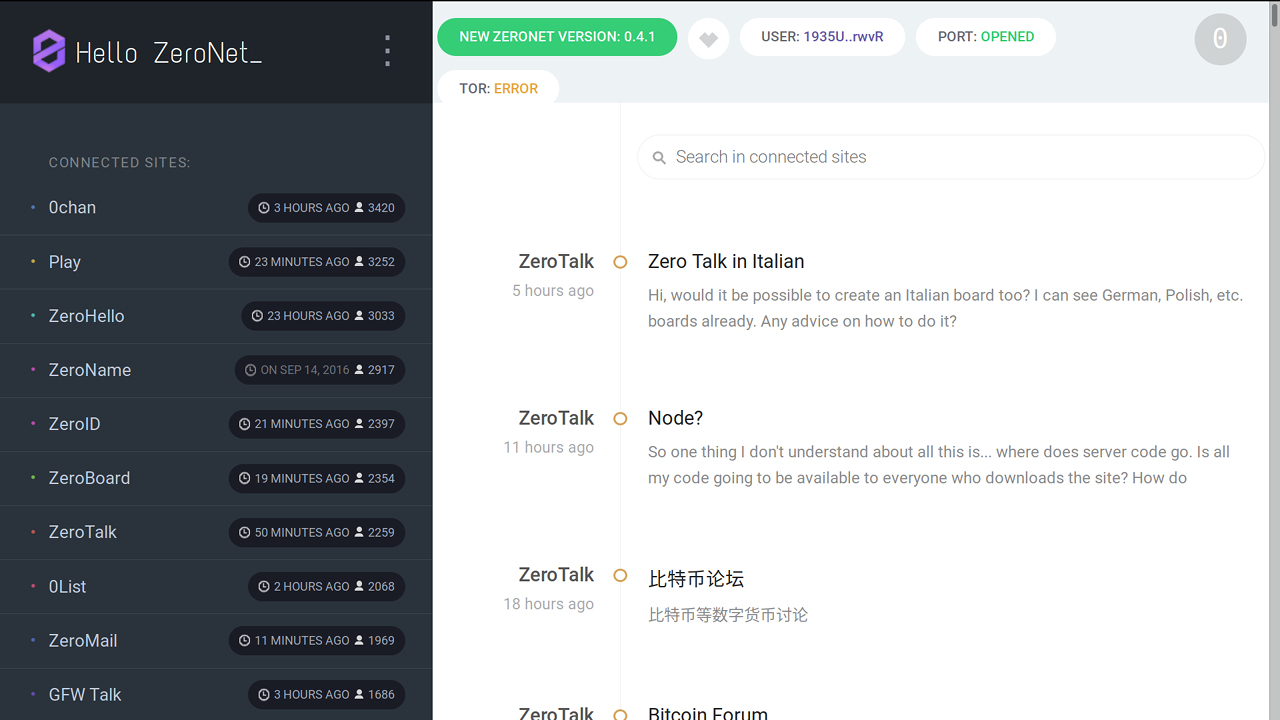 Hello ZeroNet_
NEW ZERONET VERSION: 0.4.1
USER: 1935U..rwvR
PORT: OPENED
0
TOR: ERROR
CONNECTED SITES:
0chan 3 HOURS AGO 3420
Play 23 MINUTES AGO 3252
ZeroHello 23 HOURS AGO 3033
ZeroName ON SEP 14, 2016 2917
ZeroID 21 MINUTES AGO 2397
ZeroBoard 19 MINUTES AGO 2354
ZeroTalk 50 MINUTES AGO 2259
0List 2 HOURS AGO 2068
ZeroMail 11 MINUTES AGO 1969
GFW Talk 3 HOURS AGO 1686
Search in connected sites
ZeroTalk
5 hours ago
Zero Talk in Italian
Hi, would it be possible to create an Italian board too? I can see German, Polish, etc.
boards already. Any advice on how to do it?
ZeroTalk
11 hours ago
Node?
So one thing I don't understand about all this is... where does server code go. Is all
my code going to be available to everyone who downloads the site? How do
ZeroTalk
18 hours ago
比特币论坛
比特币等数字货币讨论
ZeroTalk
Bitcoin Forum